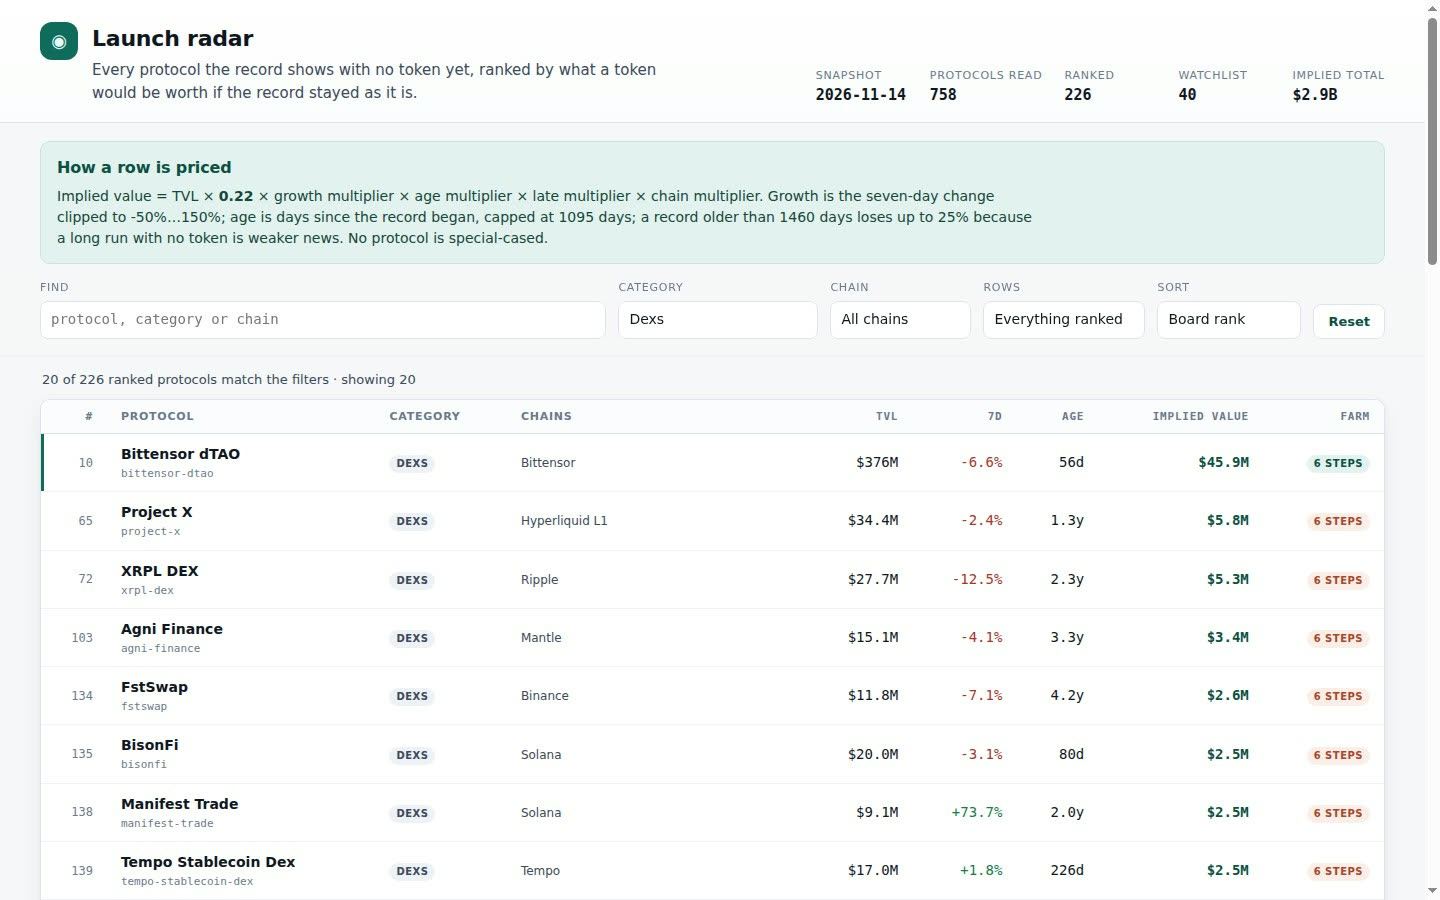 ◉
Launch radar
Every protocol the record shows with no token yet, ranked by what a token
would be worth if the record stayed as it is.
SNAPSHOT PROTOCOLS READ RANKED WATCHLIST IMPLIED TOTAL
2026-11-14 758 226 40 $2.9B
How a row is priced
Implied value = TVL × 0.22 × growth multiplier × age multiplier × late multiplier × chain multiplier. Growth is the seven-day change
clipped to -50%…150%; age is days since the record began, capped at 1095 days; a record older than 1460 days loses up to 25% because
a long run with no token is weaker news. No protocol is special-cased.
FIND CATEGORY CHAIN ROWS SORT
protocol, category or chain Dexs All chains Everything ranked Board rank Reset
20 of 226 ranked protocols match the filters · showing 20
# PROTOCOL CATEGORY CHAINS TVL 7D AGE IMPLIED VALUE FARM
10 Bittensor dTAO DEXS Bittensor $376M -6.6% 56d $45.9M 6 STEPS
bittensor-dtao
65 Project X DEXS Hyperliquid L1 $34.4M -2.4% 1.3y $5.8M 6 STEPS
project-x
72 XRPL DEX DEXS Ripple $27.7M -12.5% 2.3y $5.3M 6 STEPS
xrpl-dex
103 Agni Finance DEXS Mantle $15.1M -4.1% 3.3y $3.4M 6 STEPS
agni-finance
134 FstSwap DEXS Binance $11.8M -7.1% 4.2y $2.6M 6 STEPS
fstswap
135 BisonFi DEXS Solana $20.0M -3.1% 80d $2.5M 6 STEPS
bisonfi
138 Manifest Trade DEXS Solana $9.1M +73.7% 2.0y $2.5M 6 STEPS
manifest-trade
139 Tempo Stablecoin Dex DEXS Tempo $17.0M +1.8% 226d $2.5M 6 STEPS
tempo-stablecoin-dex